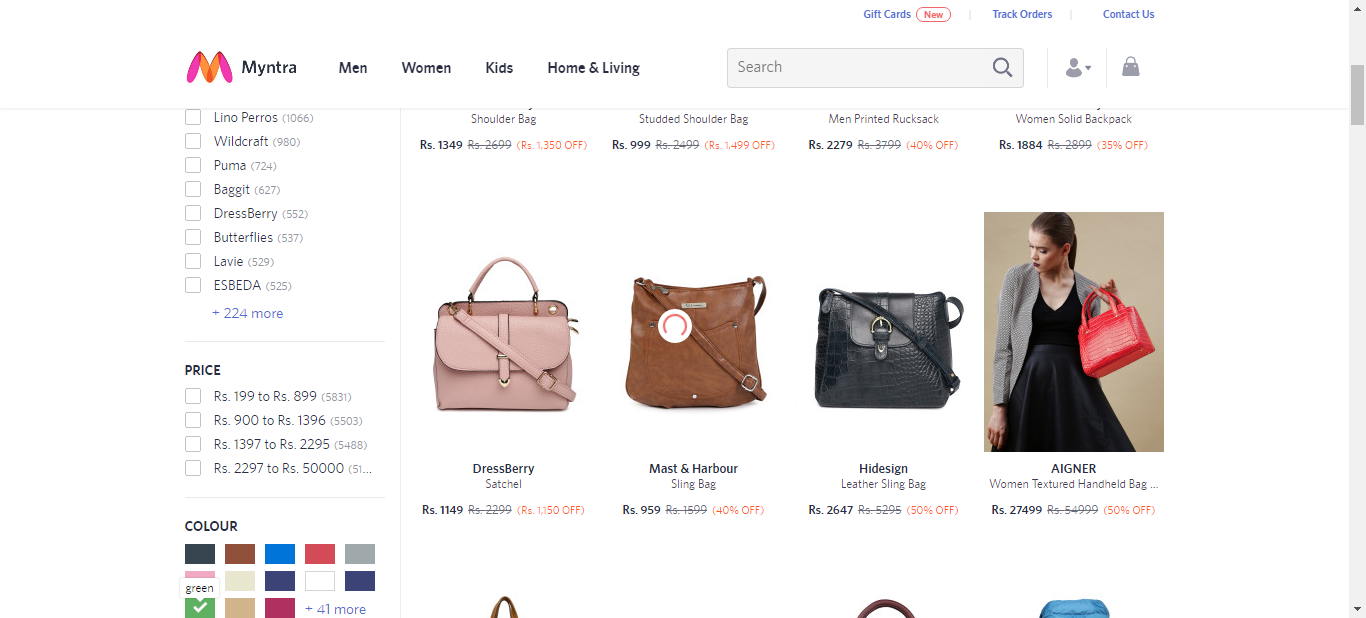 Gift Cards New Track Orders Contact Us
Myntra Men Women Kids Home & Living Search
Lino Perros (1066)
Wildcraft (980)
Puma (724)
Baggit (627)
DressBerry (552)
Butterflies (537)
Lavie (529)
ESBEDA (525)
+ 224 more
PRICE
Rs. 199 to Rs. 899 (5831)
Rs. 900 to Rs. 1396 (5503)
Rs. 1397 to Rs. 2295 (5488)
Rs. 2297 to Rs. 50000 (51...
COLOUR
green
+ 41 more
Shoulder Bag
Rs. 1349 Rs. 2699 (Rs. 1,350 OFF)
Studded Shoulder Bag
Rs. 999 Rs. 2499 (Rs. 1,499 OFF)
Men Printed Rucksack
Rs. 2279 Rs. 3799 (40% OFF)
Women Solid Backpack
Rs. 1884 Rs. 2899 (35% OFF)
DressBerry
Satchel
Rs. 1149 Rs. 2299 (Rs. 1,150 OFF)
Mast & Harbour
Sling Bag
Rs. 959 Rs. 1599 (40% OFF)
Hidesign
Leather Sling Bag
Rs. 2647 Rs. 5295 (50% OFF)
AIGNER
Women Textured Handheld Bag ...
Rs. 27499 Rs. 54999 (50% OFF)